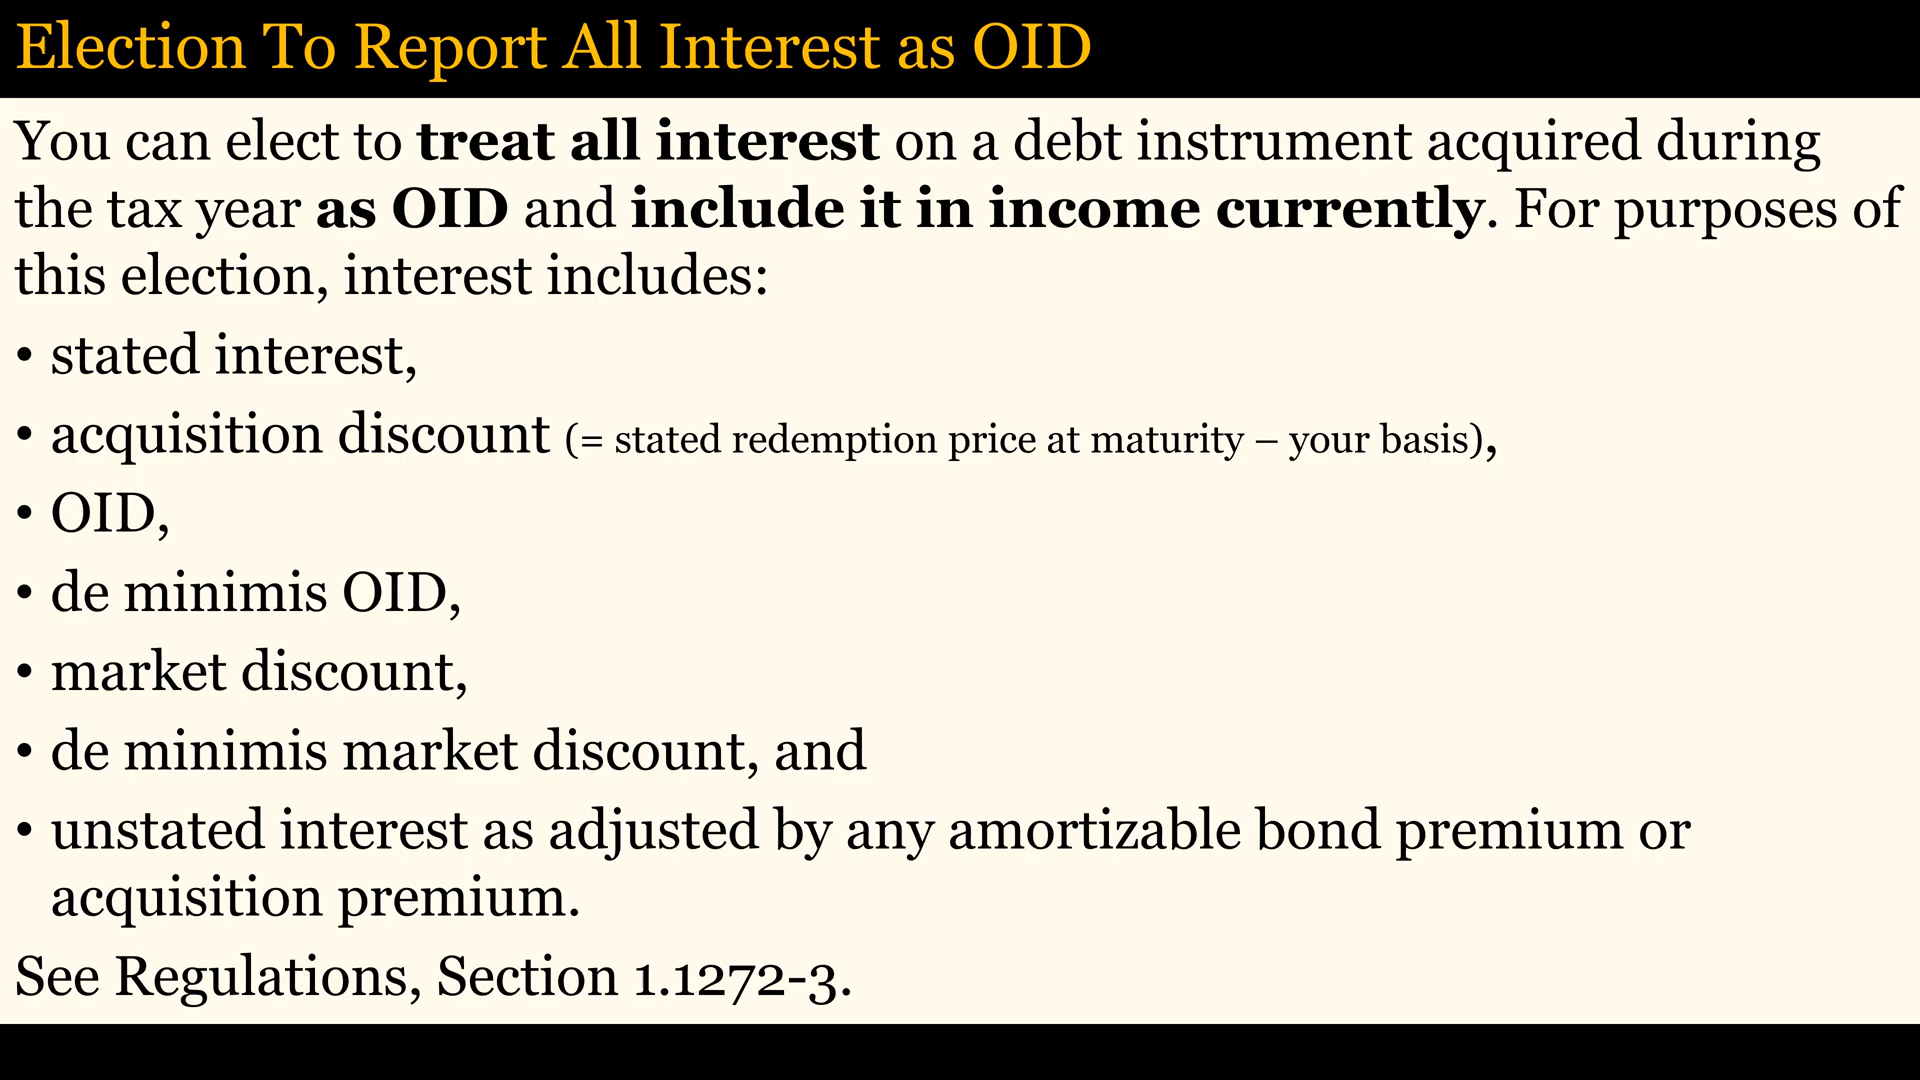 Election To Report All Interest as OID
You can elect to treat all interest on a debt instrument acquired during
the tax year as OID and include it in income currently. For purposes of
this election, interest includes:
• stated interest,
• acquisition discount (= stated redemption price at maturity – your basis),
• OID,
• de minimis OID,
• market discount,
• de minimis market discount, and
• unstated interest as adjusted by any amortizable bond premium or
acquisition premium.
See Regulations, Section 1.1272-3.